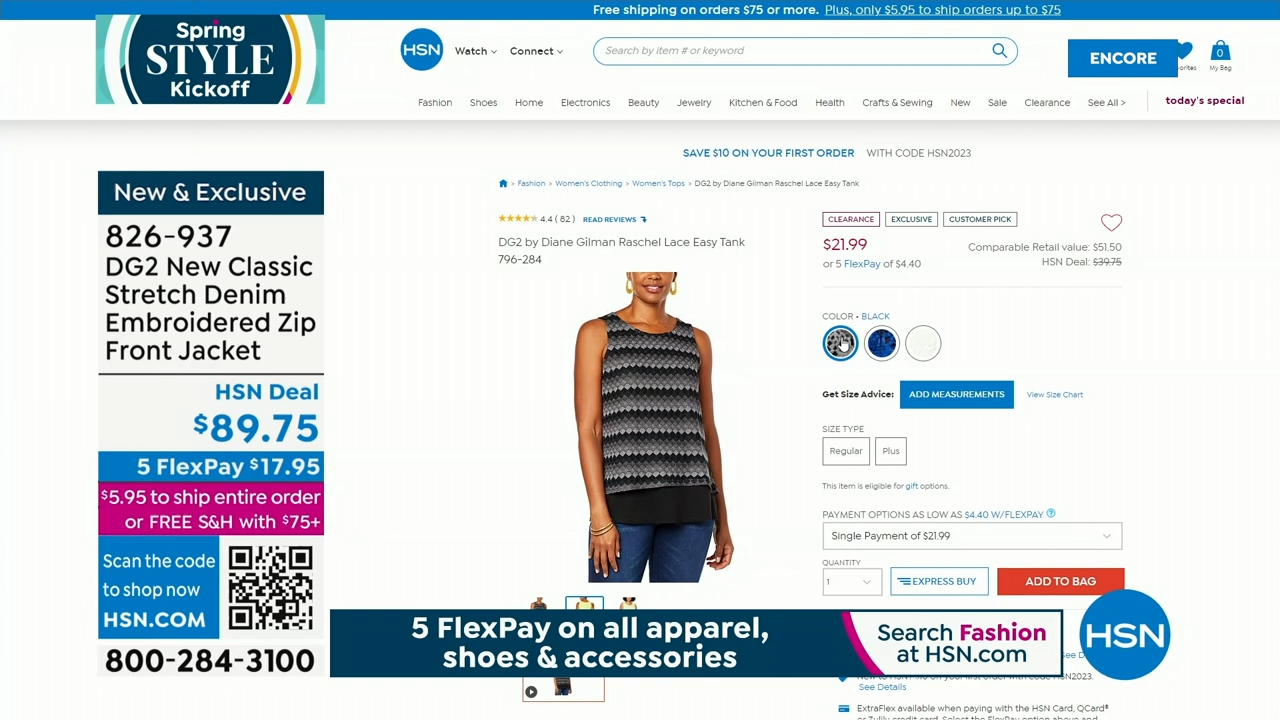 Free shipping on orders $75 or more. Plus, only $5.95 to ship orders up to $75
Spring
STYLE
Kickoff
HSN
Watch
Connect
Search by item # or keyword
ENCORE
0
My Bag
Fashion Shoes Home Electronics Beauty Jewelry Kitchen & Food Health Crafts & Sewing New Sale Clearance See All > today's special
SAVE $10 ON YOUR FIRST ORDER WITH CODE HSN2023
> Fashion > Women's Clothing > Women's Tops > DG2 by Diane Gilman Raschel Lace Easy Tank
4.4 ( 82 ) READ REVIEWS
DG2 by Diane Gilman Raschel Lace Easy Tank
796-284
CLEARANCE EXCLUSIVE CUSTOMER PICK
$21.99 Comparable Retail value: $51.50
or 5 FlexPay of $4.40 HSN Deal: $39.75
COLOR • BLACK
Get Size Advice: ADD MEASUREMENTS View Size Chart
SIZE TYPE
Regular Plus
This item is eligible for gift options.
PAYMENT OPTIONS AS LOW AS $4.40 W/FLEXPAY
Single Payment of $21.99
QUANTITY
1 EXPRESS BUY ADD TO BAG
See Details
ExtraFlex available when paying with the HSN Card, QCard®
New & Exclusive
826-937
DG2 New Classic
Stretch Denim
Embroidered Zip
Front Jacket
HSN Deal
$89.75
5 FlexPay $17.95
$5.95 to ship entire order
or FREE S&H with $75+
Scan the code
to shop now
HSN.COM
800-284-3100
5 FlexPay on all apparel,
shoes & accessories
Search Fashion
at HSN.com
HSN